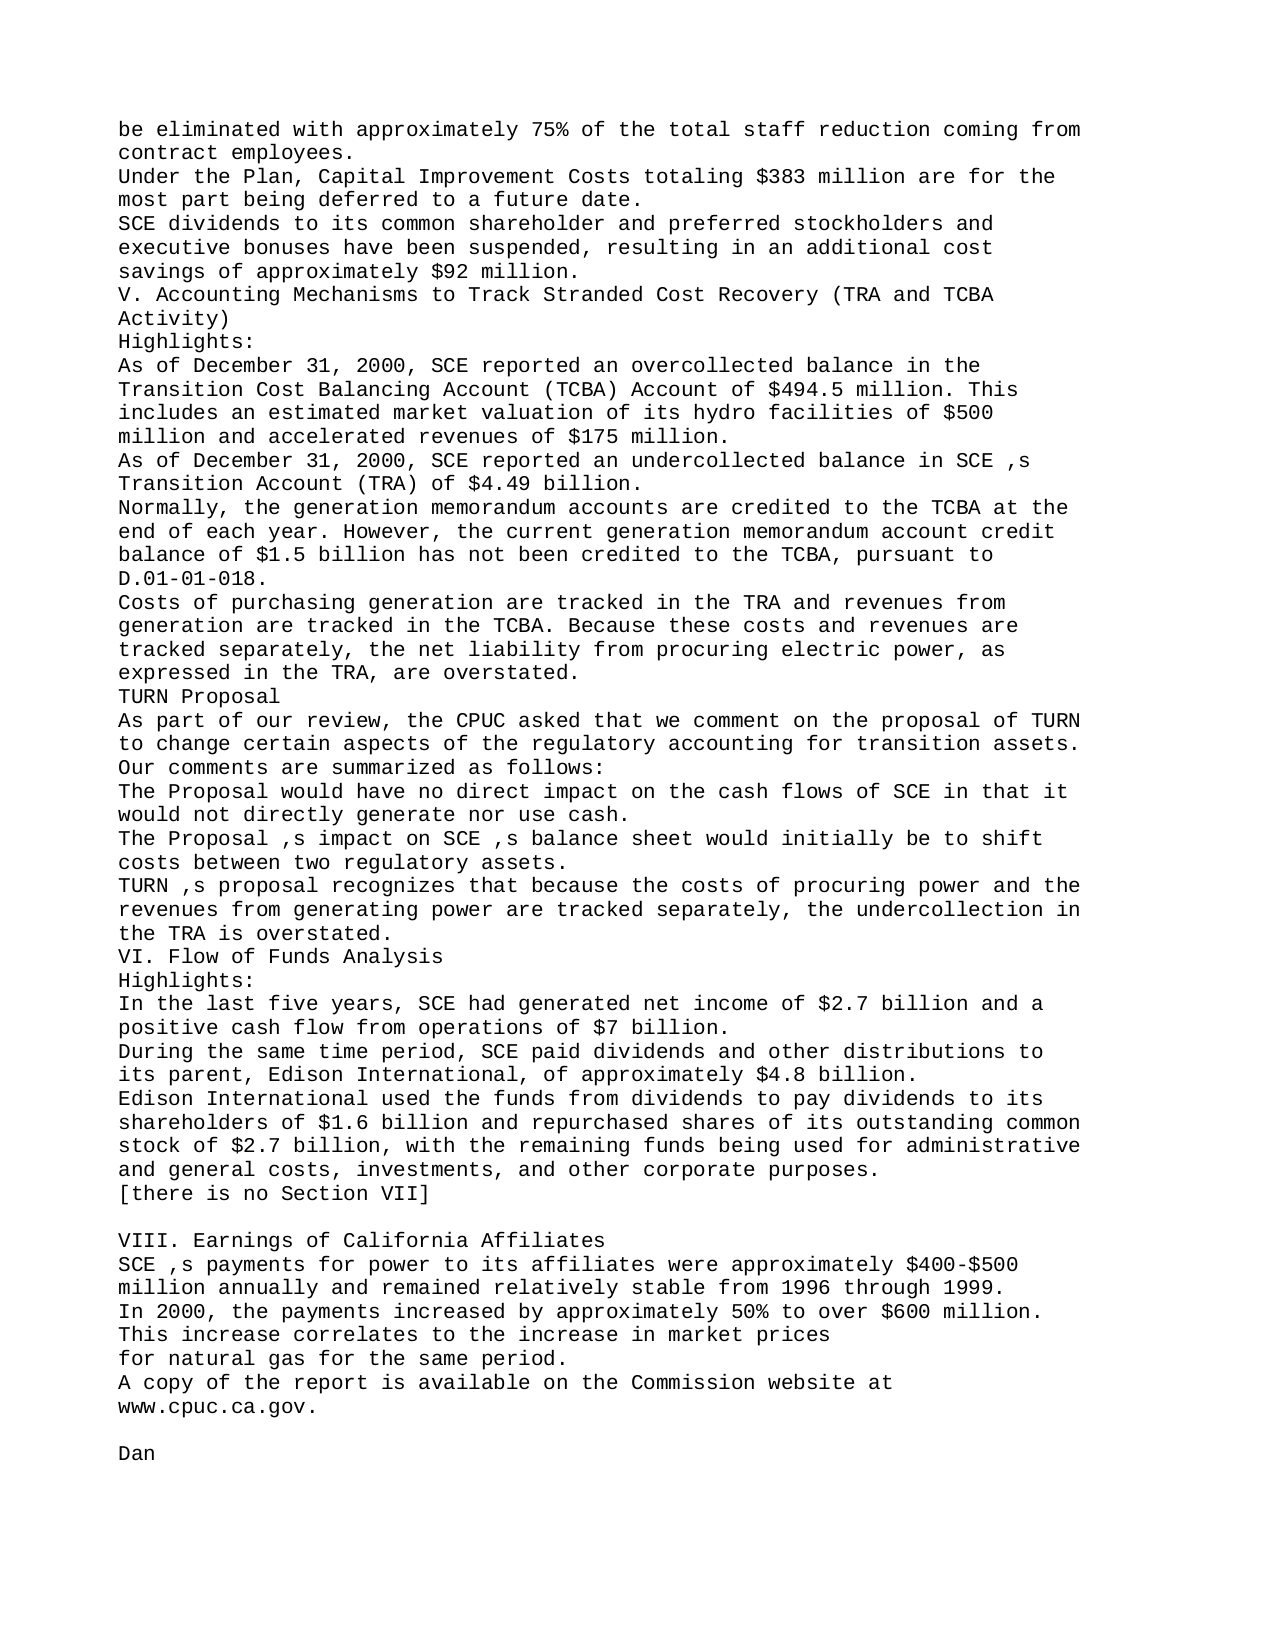 be eliminated with approximately 75% of the total staff reduction coming from
contract employees.
Under the Plan, Capital Improvement Costs totaling $383 million are for the
most part being deferred to a future date.
SCE dividends to its common shareholder and preferred stockholders and
executive bonuses have been suspended, resulting in an additional cost
savings of approximately $92 million.
V. Accounting Mechanisms to Track Stranded Cost Recovery (TRA and TCBA
Activity)
Highlights:
As of December 31, 2000, SCE reported an overcollected balance in the
Transition Cost Balancing Account (TCBA) Account of $494.5 million. This
includes an estimated market valuation of its hydro facilities of $500
million and accelerated revenues of $175 million.
As of December 31, 2000, SCE reported an undercollected balance in SCE ,s
Transition Account (TRA) of $4.49 billion.
Normally, the generation memorandum accounts are credited to the TCBA at the
end of each year. However, the current generation memorandum account credit
balance of $1.5 billion has not been credited to the TCBA, pursuant to
D.01-01-018.
Costs of purchasing generation are tracked in the TRA and revenues from
generation are tracked in the TCBA. Because these costs and revenues are
tracked separately, the net liability from procuring electric power, as
expressed in the TRA, are overstated.
TURN Proposal
As part of our review, the CPUC asked that we comment on the proposal of TURN
to change certain aspects of the regulatory accounting for transition assets.
Our comments are summarized as follows:
The Proposal would have no direct impact on the cash flows of SCE in that it
would not directly generate nor use cash.
The Proposal ,s impact on SCE ,s balance sheet would initially be to shift
costs between two regulatory assets.
TURN ,s proposal recognizes that because the costs of procuring power and the
revenues from generating power are tracked separately, the undercollection in
the TRA is overstated.
VI. Flow of Funds Analysis
Highlights:
In the last five years, SCE had generated net income of $2.7 billion and a
positive cash flow from operations of $7 billion.
During the same time period, SCE paid dividends and other distributions to
its parent, Edison International, of approximately $4.8 billion.
Edison International used the funds from dividends to pay dividends to its
shareholders of $1.6 billion and repurchased shares of its outstanding common
stock of $2.7 billion, with the remaining funds being used for administrative
and general costs, investments, and other corporate purposes.
[there is no Section VII]

VIII. Earnings of California Affiliates
SCE ,s payments for power to its affiliates were approximately $400-$500
million annually and remained relatively stable from 1996 through 1999.
In 2000, the payments increased by approximately 50% to over $600 million.
This increase correlates to the increase in market prices
for natural gas for the same period.
A copy of the report is available on the Commission website at
www.cpuc.ca.gov.

Dan